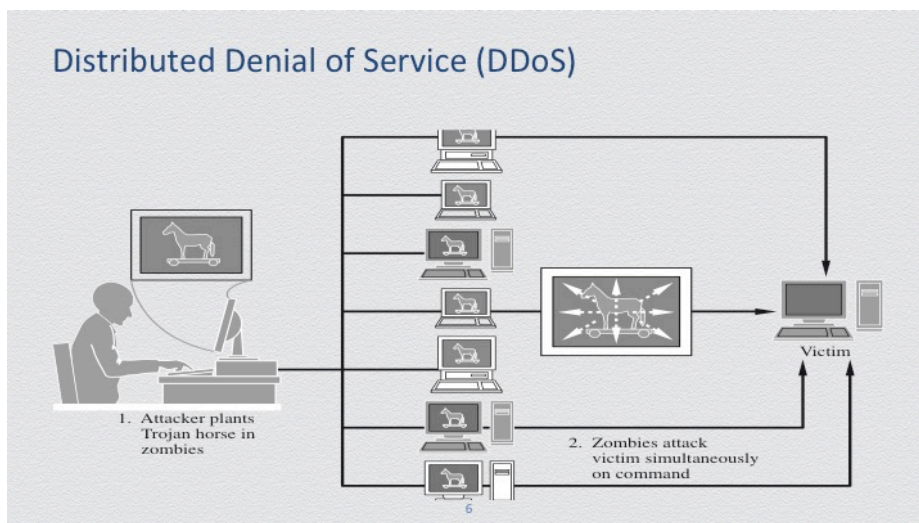 Distributed Denial of Service (DDoS)
Victim
1. Attacker plants
Trojan horse in
zombies
2. Zombies attack
victim simultaneously
on command
6